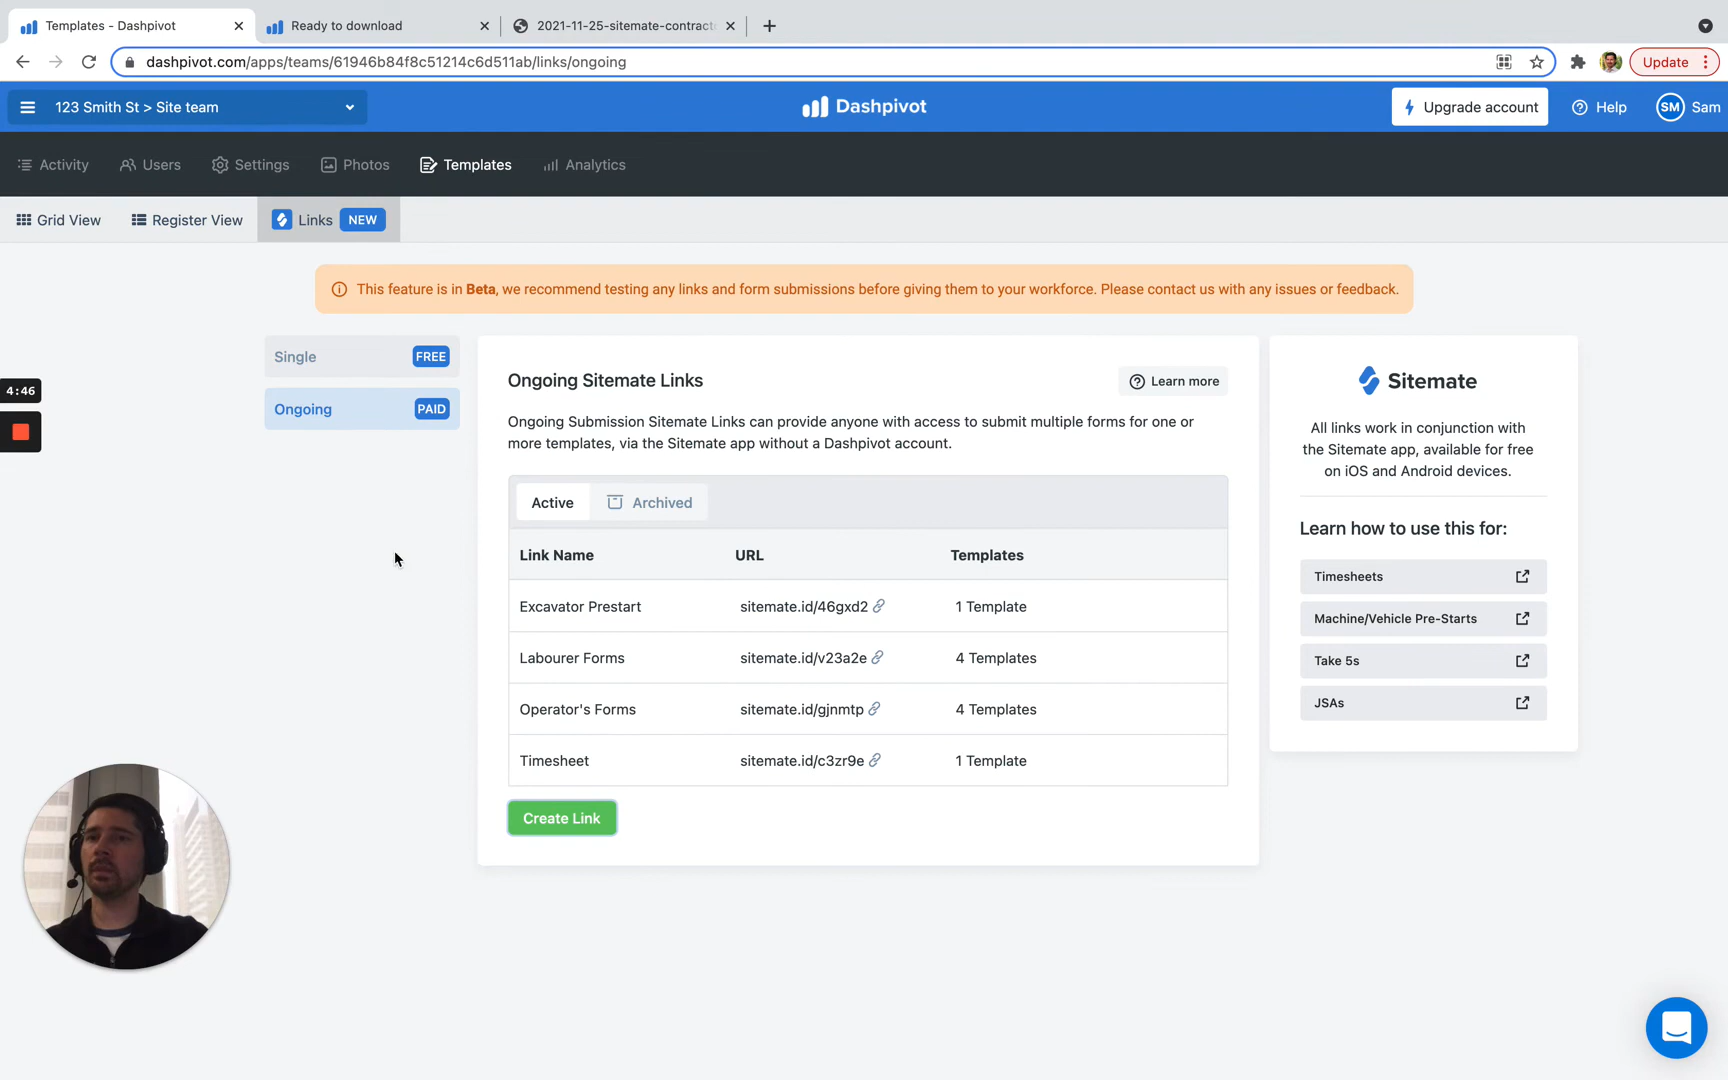 Templates - Dashpivot
Ready to download
2021-11-25-sitemate-contract
dashpivot.com/apps/teams/61946b84f8c51214c6d511ab/links/ongoing
Update
123 Smith St > Site team
Dashpivot
Upgrade account
Help
SM
Sam
Activity
Users
Settings
Photos
Templates
Analytics
Grid View
Register View
Links NEW
This feature is in Beta, we recommend testing any links and form submissions before giving them to your workforce. Please contact us with any issues or feedback.
Single FREE
Ongoing PAID
4:46
Ongoing Sitemate Links
Learn more
Ongoing Submission Sitemate Links can provide anyone with access to submit multiple forms for one or
more templates, via the Sitemate app without a Dashpivot account.
Active
Archived
Link Name URL Templates
Excavator Prestart sitemate.id/46gxd2 1 Template
Labourer Forms sitemate.id/v23a2e 4 Templates
Operator's Forms sitemate.id/gjnmtp 4 Templates
Timesheet sitemate.id/c3zr9e 1 Template
Create Link
Sitemate
All links work in conjunction with
the Sitemate app, available for free
on iOS and Android devices.
Learn how to use this for:
Timesheets
Machine/Vehicle Pre-Starts
Take 5s
JSAs